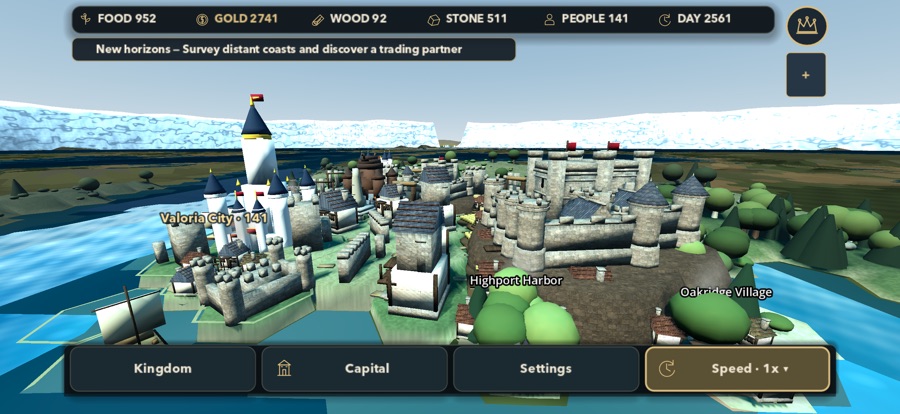 FOOD 952
GOLD 2741
WOOD 92
STONE 511
PEOPLE 141
DAY 2561
New horizons – Survey distant coasts and discover a trading partner
+
Valoria City · 141
Highport Harbor
Oakridge Village
Kingdom
Capital
Settings
Speed · 1x ▾